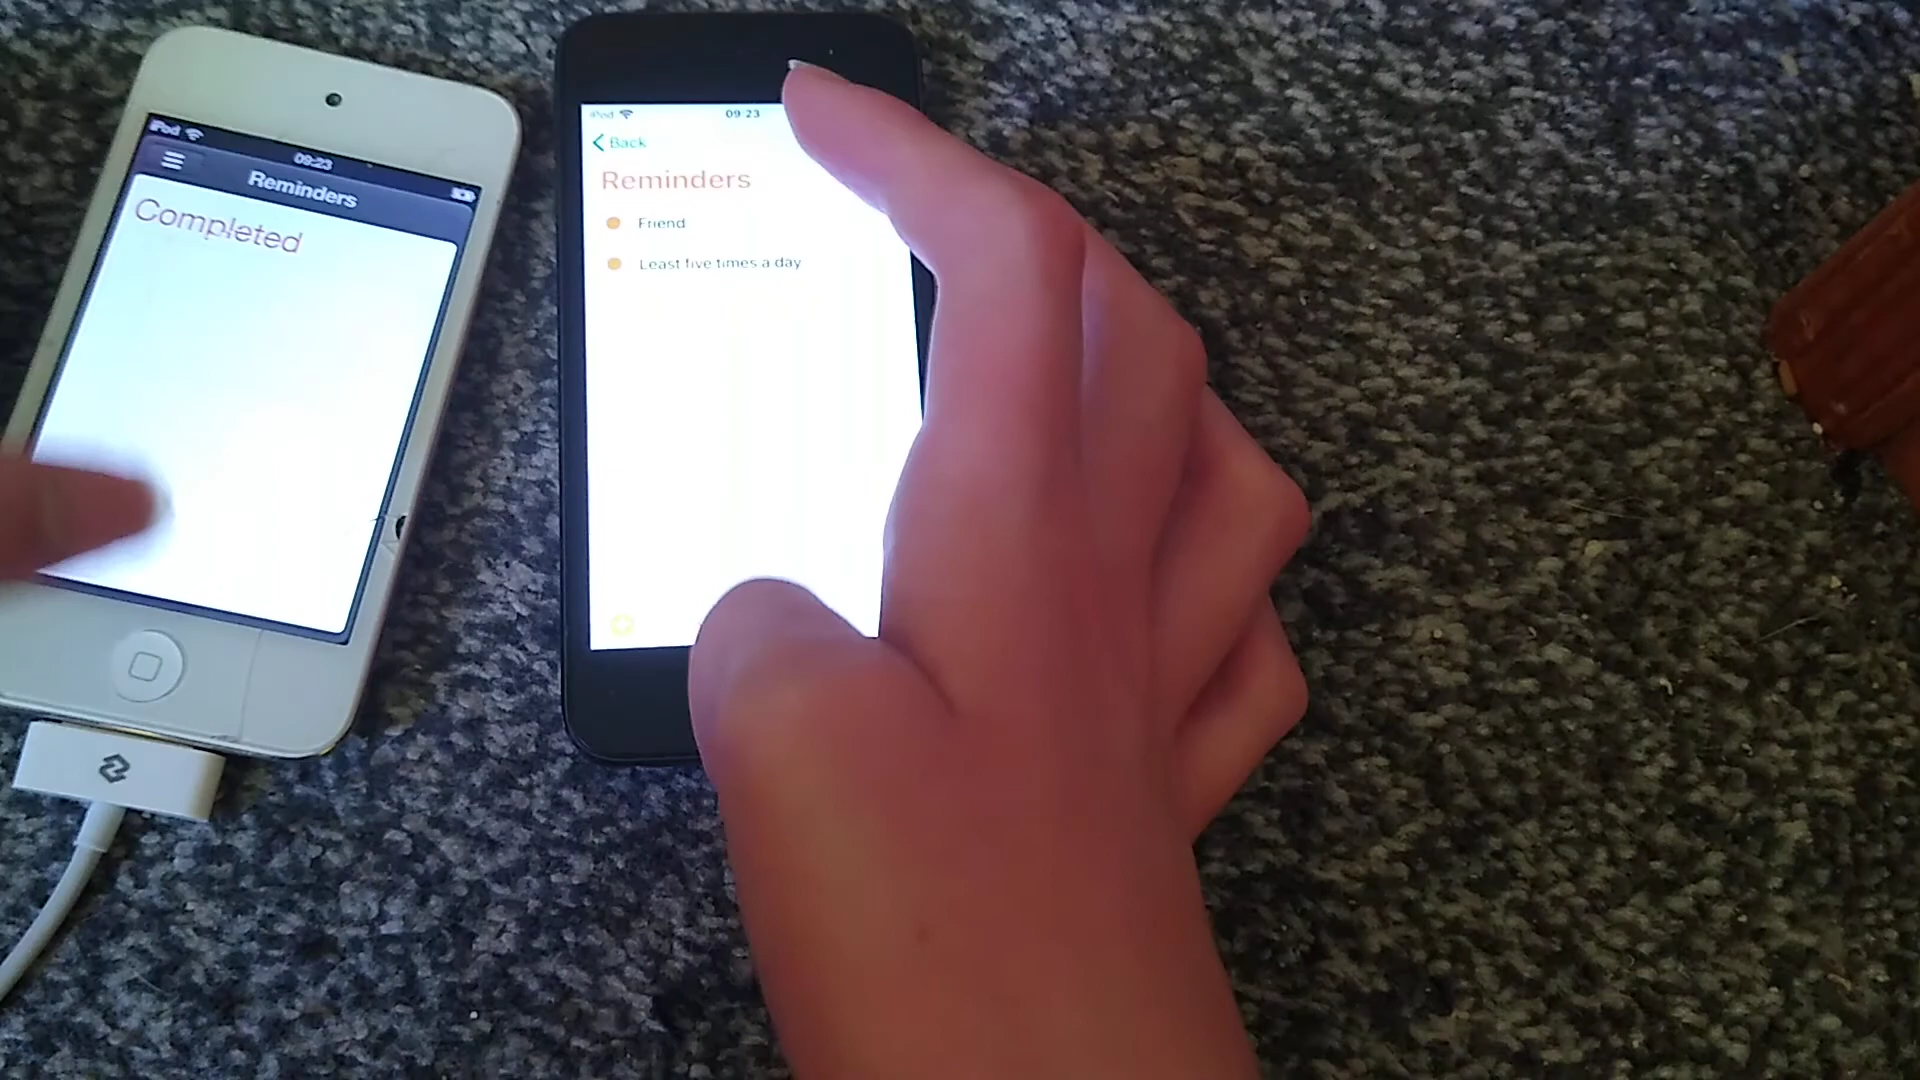 iPod
09:23
Reminders
Completed
iPod 09:23
Back
Reminders
Friend
Least five times a day